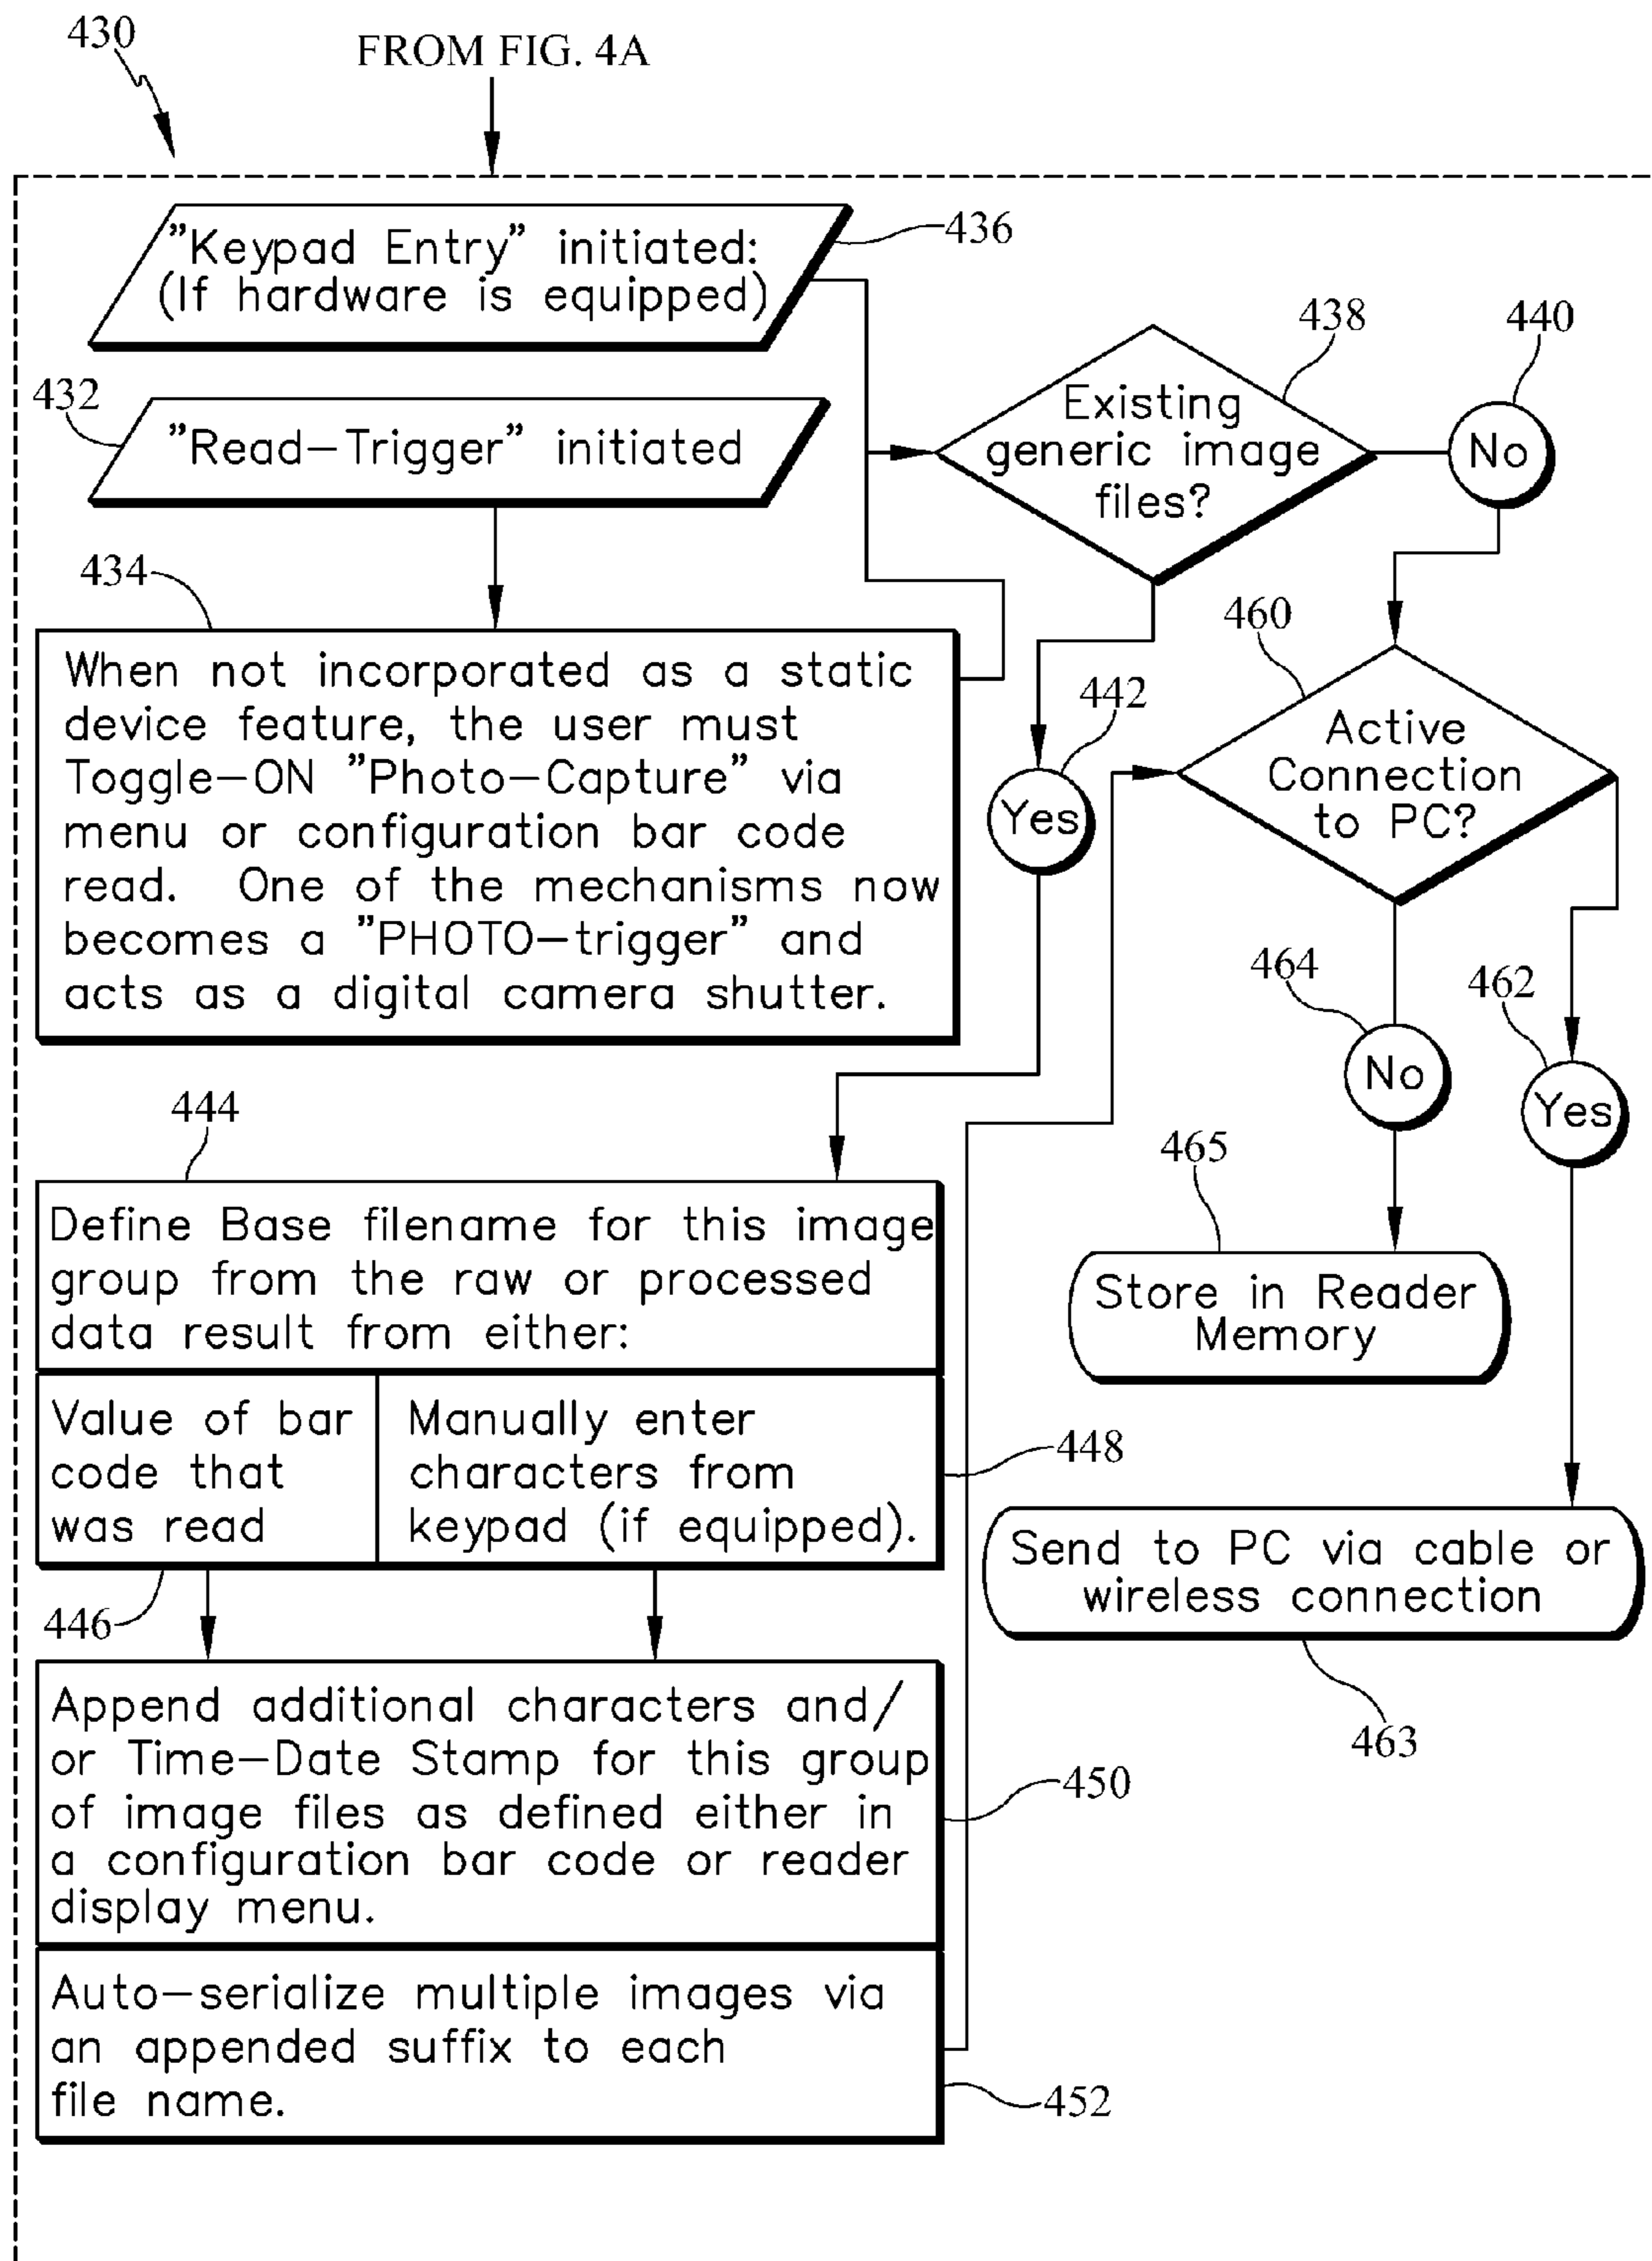 430
FROM FIG. 4A
”Keypad Entry” initiated:
(If hardware is equipped)
436
432
”Read-Trigger” initiated
438
Existing
generic image
files?
440
No
434
When not incorporated as a static
device feature, the user must
Toggle-ON ”Photo-Capture” via
menu or configuration bar code
read. One of the mechanisms now
becomes a ”PHOTO-trigger” and
acts as a digital camera shutter.
442
Yes
460
Active
Connection
to PC?
464
No
462
Yes
465
Store in Reader
Memory
444
Define Base filename for this image
group from the raw or processed
data result from either:
Value of bar
code that
was read
446
Manually enter
characters from
keypad (if equipped).
448
Send to PC via cable or
wireless connection
463
Append additional characters and/
or Time-Date Stamp for this group
of image files as defined either in
a configuration bar code or reader
display menu.
450
Auto-serialize multiple images via
an appended suffix to each
file name.
452